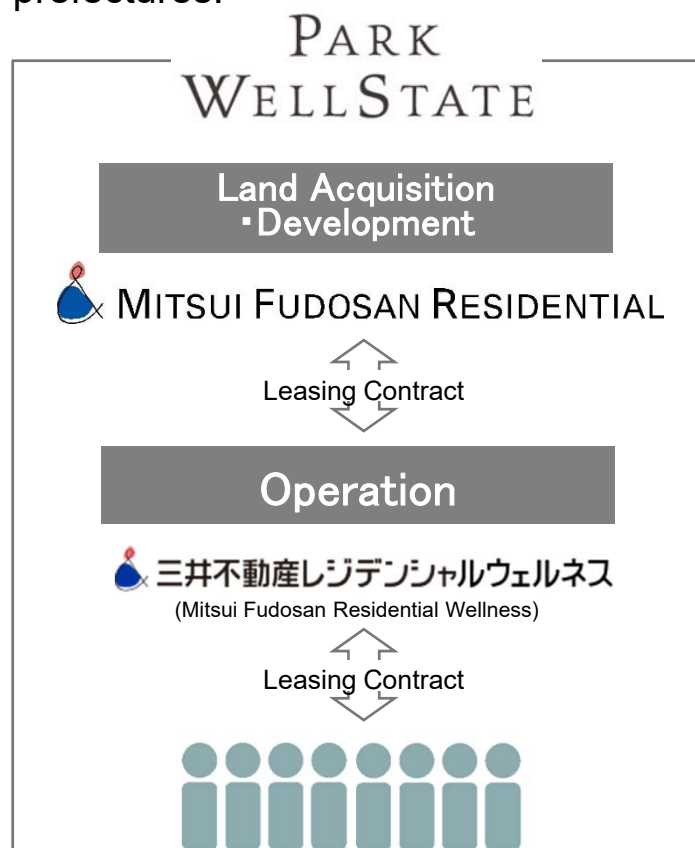 prefectures.
PARK
WELLSTATE
Land Acquisition
・Development
MITSUI FUDOSAN RESIDENTIAL
Leasing Contract
Operation
三井不動産レジデンシャルウェルネス
(Mitsui Fudosan Residential Wellness)
Leasing Contract